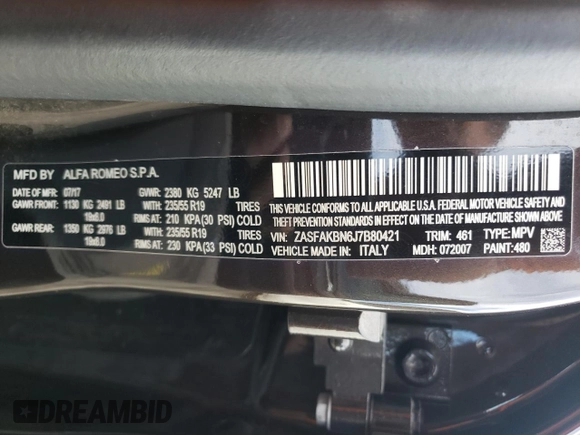 MFD BY ALFA ROMEO S.P.A.
DATE OF MFR: 07/17 GVWR: 2380 KG 5247 LB
GAWR FRONT: 1130 KG 2491 LB WITH 235/55 R19 TIRES
19x8.0 RIMS AT: 210 KPA(30 PSI) COLD
GAWR REAR: 1350 KG 2976 LB WITH 235/55 R19 TIRES
19x8.0 RIMS AT: 230 KPA(33 PSI) COLD
THIS VEHICLE CONFORMS TO ALL APPLICABLE U.S.A. FEDERAL MOTOR VEHICLE
SAFETY, BUMPER, AND THEFT PREVENTION STANDARDS IN EFFECT ON THE DATE OF
MANUFACTURE SHOWN ABOVE.
VIN: ZASFAKBN6J7B80421 TRIM: 461 TYPE: MPV
VEHICLE MADE IN: ITALY MDH: 072007 PAINT: 480
DREAMBID